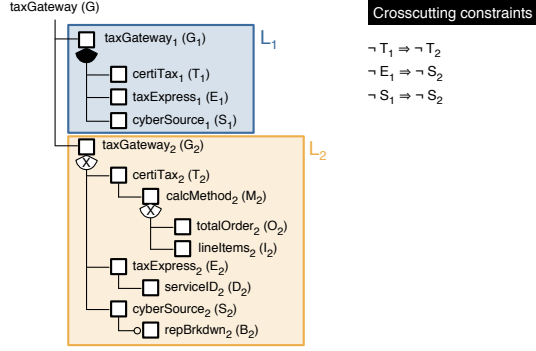 taxGateway (G)
taxGateway₁ (G₁)
L₁
certiTax₁ (T₁)
taxExpress₁ (E₁)
cyberSource₁ (S₁)
taxGateway₂ (G₂)
L₂
X
certiTax₂ (T₂)
calcMethod₂ (M₂)
X
totalOrder₂ (O₂)
lineItems₂ (I₂)
taxExpress₂ (E₂)
serviceID₂ (D₂)
cyberSource₂ (S₂)
repBrkdwn₂ (B₂)
Crosscutting constraints
¬ T₁ ⇒ ¬ T₂
¬ E₁ ⇒ ¬ S₂
¬ S₁ ⇒ ¬ S₂